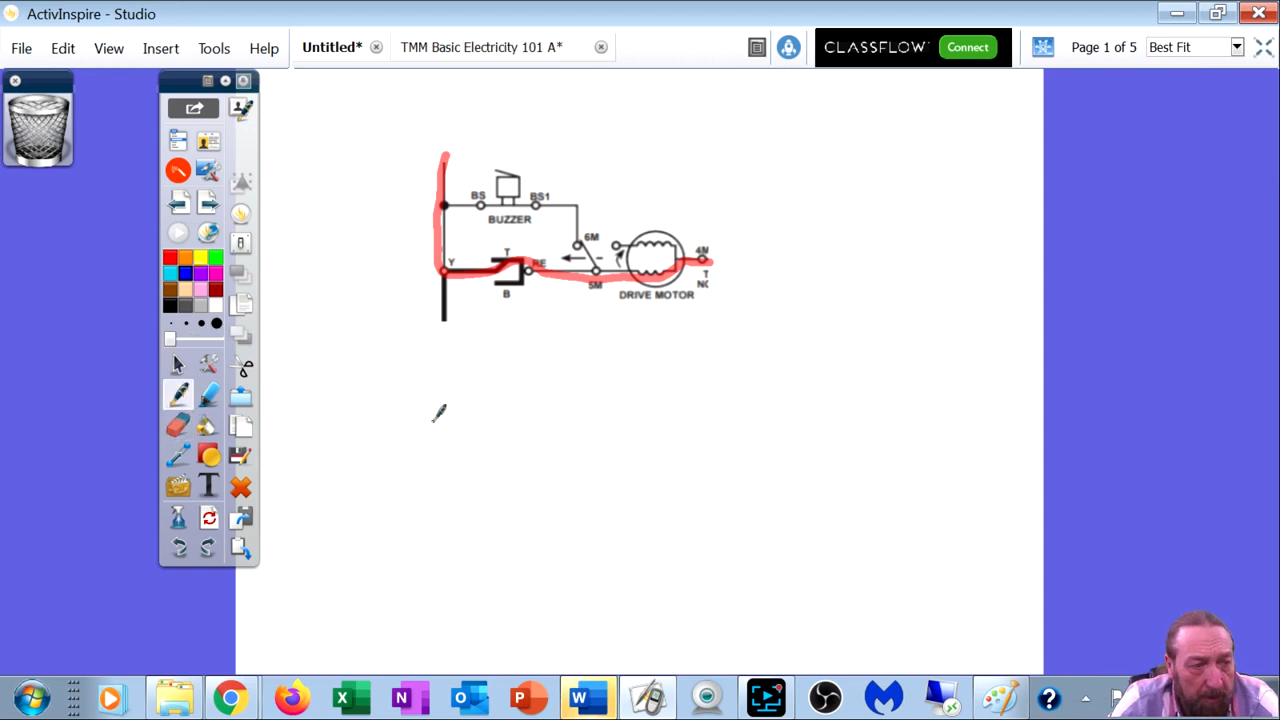 ActivInspire - Studio
File Edit View Insert Tools Help
Untitled* TMM Basic Electricity 101 A*
CLASSFLOW Connect
Page 1 of 5 Best Fit
BS BS1
BUZZER
6M
Y T RE 4M
5M T
B DRIVE MOTOR